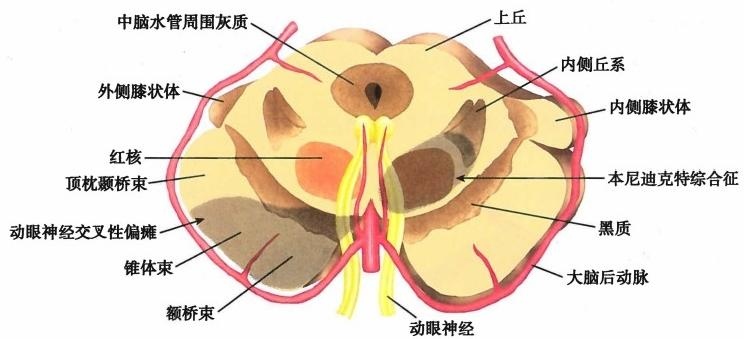 中脑水管周围灰质
上丘
内侧丘系
外侧膝状体
内侧膝状体
红核
顶枕颞桥束
本尼迪克特综合征
动眼神经交叉性偏瘫
黑质
锥体束
大脑后动脉
额桥束
动眼神经